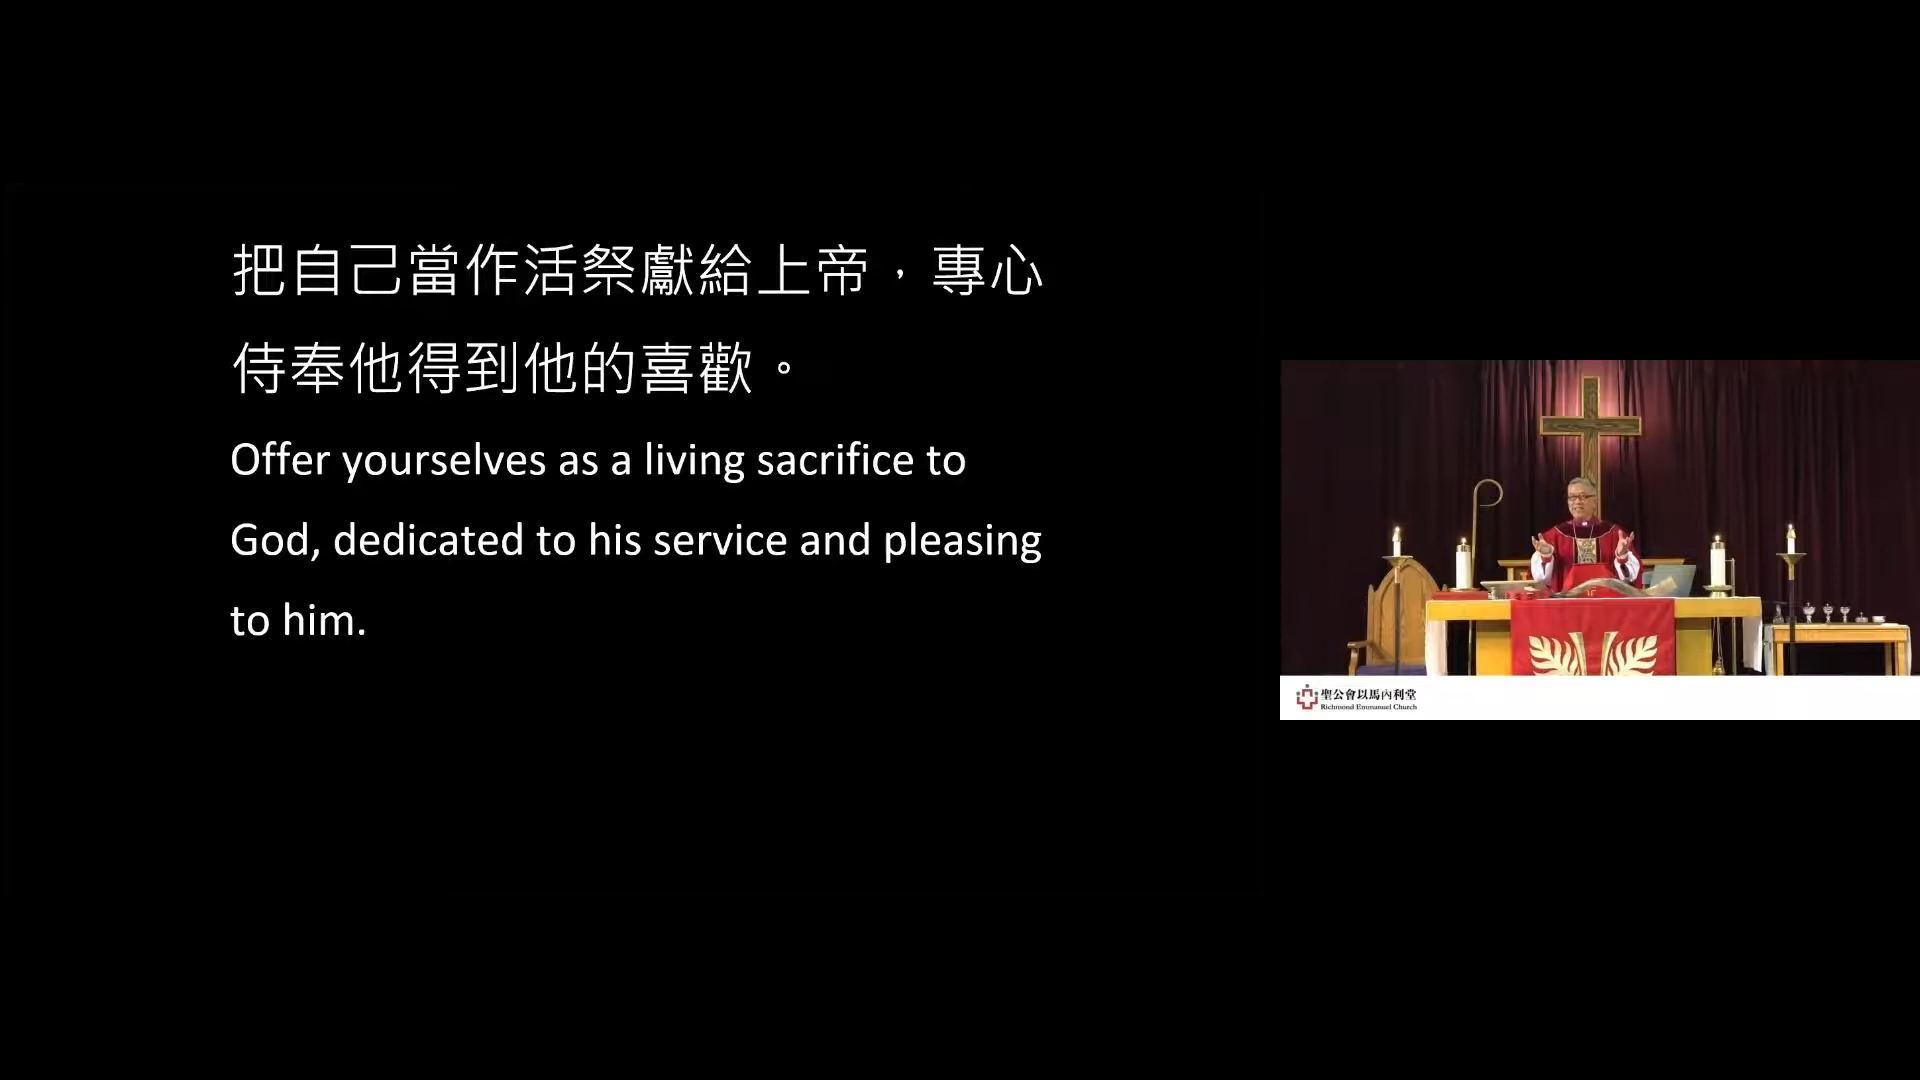 把自己當作活祭獻給上帝，專心
侍奉他得到他的喜歡。
Offer yourselves as a living sacrifice to
God, dedicated to his service and pleasing
to him.
聖公會以馬內利堂
Richmond Emmanuel Church